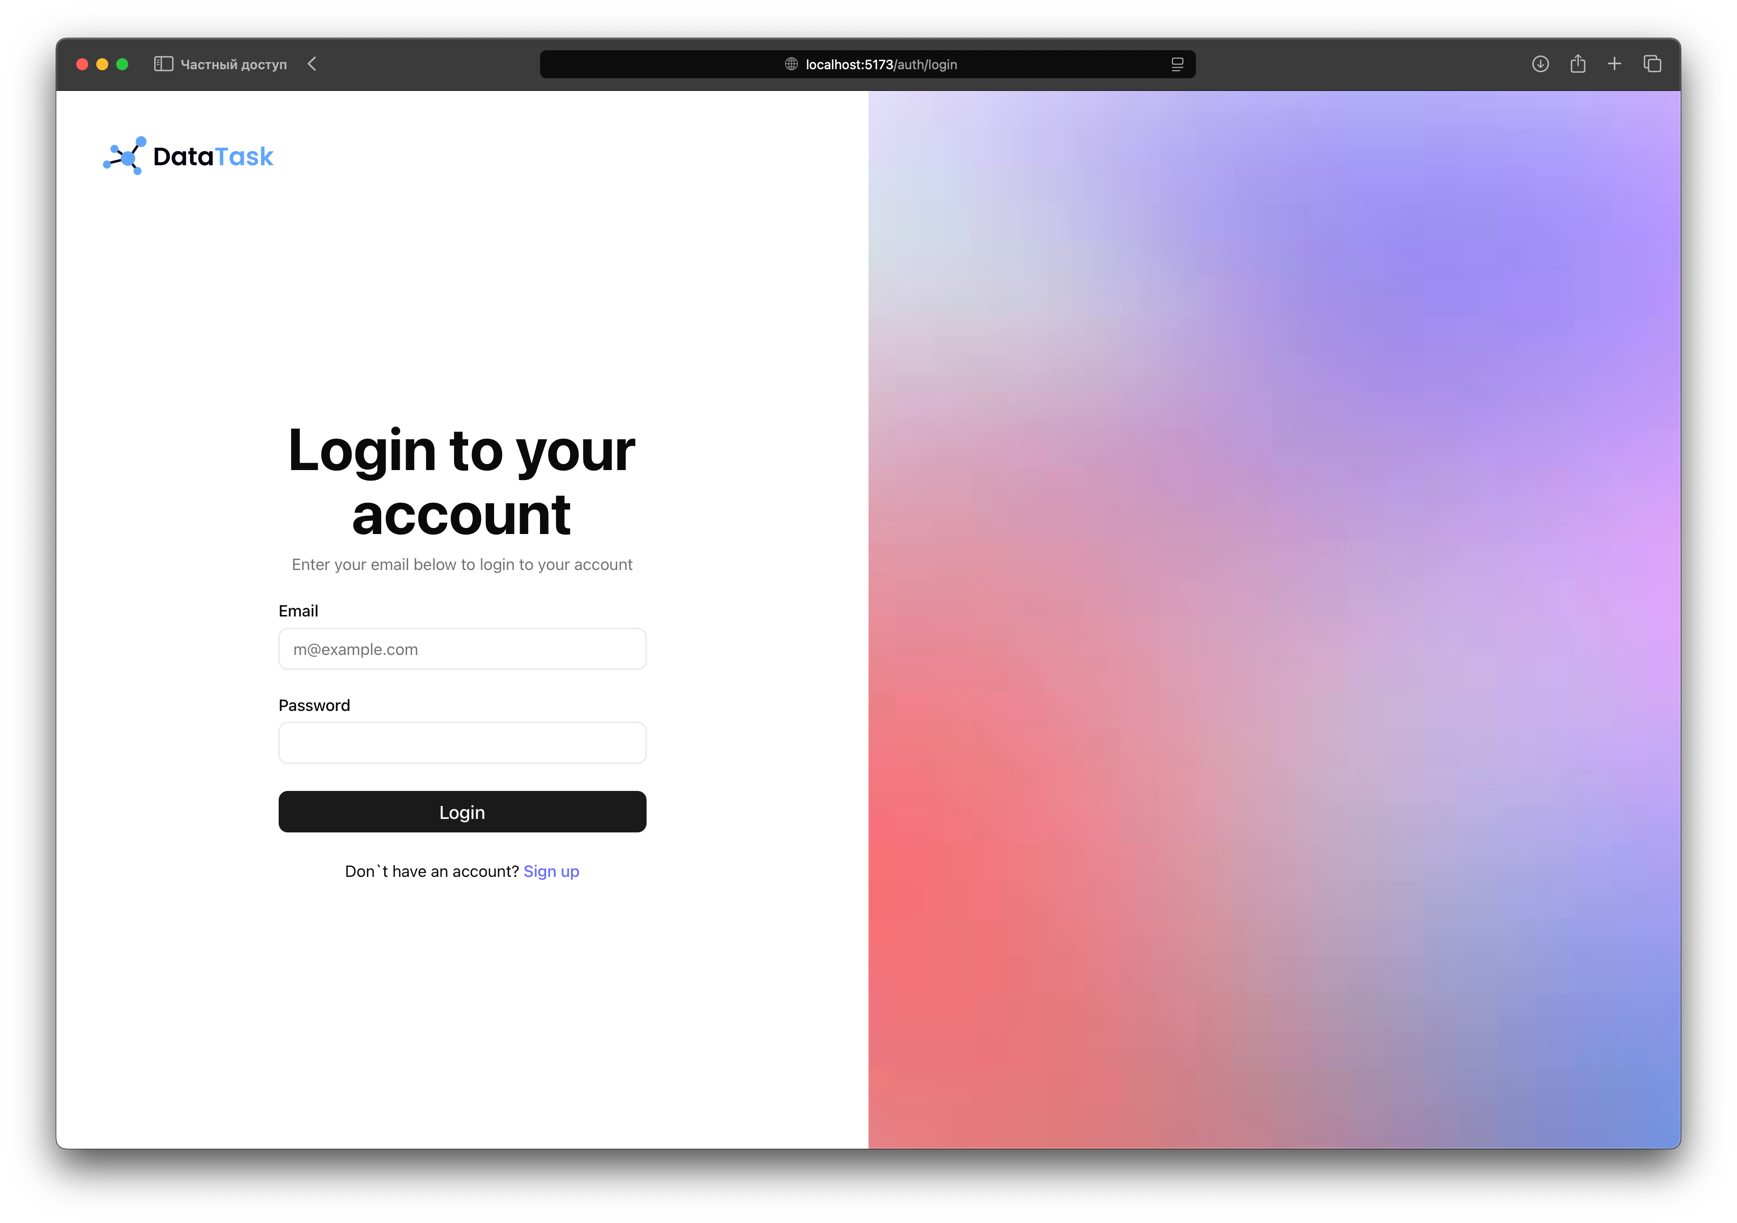 Частный доступ
localhost:5173/auth/login
DataTask
Login to your
account
Enter your email below to login to your account
Email
m@example.com
Password
Login
Don`t have an account? Sign up